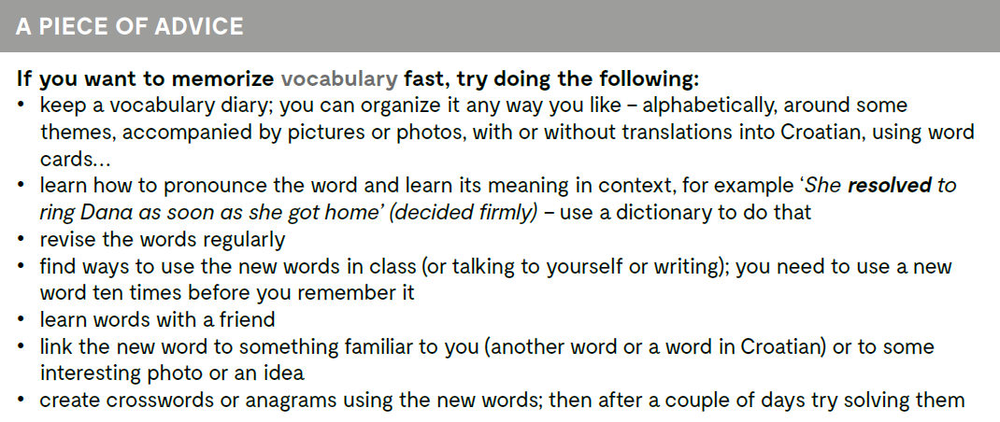 A PIECE OF ADVICE
If you want to memorize vocabulary fast, try doing the following:
• keep a vocabulary diary; you can organize it any way you like – alphabetically, around some
themes, accompanied by pictures or photos, with or without translations into Croatian, using word
cards…
• learn how to pronounce the word and learn its meaning in context, for example ‘She resolved to
ring Dana as soon as she got home’ (decided firmly) – use a dictionary to do that
• revise the words regularly
• find ways to use the new words in class (or talking to yourself or writing); you need to use a new
word ten times before you remember it
• learn words with a friend
• link the new word to something familiar to you (another word or a word in Croatian) or to some
interesting photo or an idea
• create crosswords or anagrams using the new words; then after a couple of days try solving them